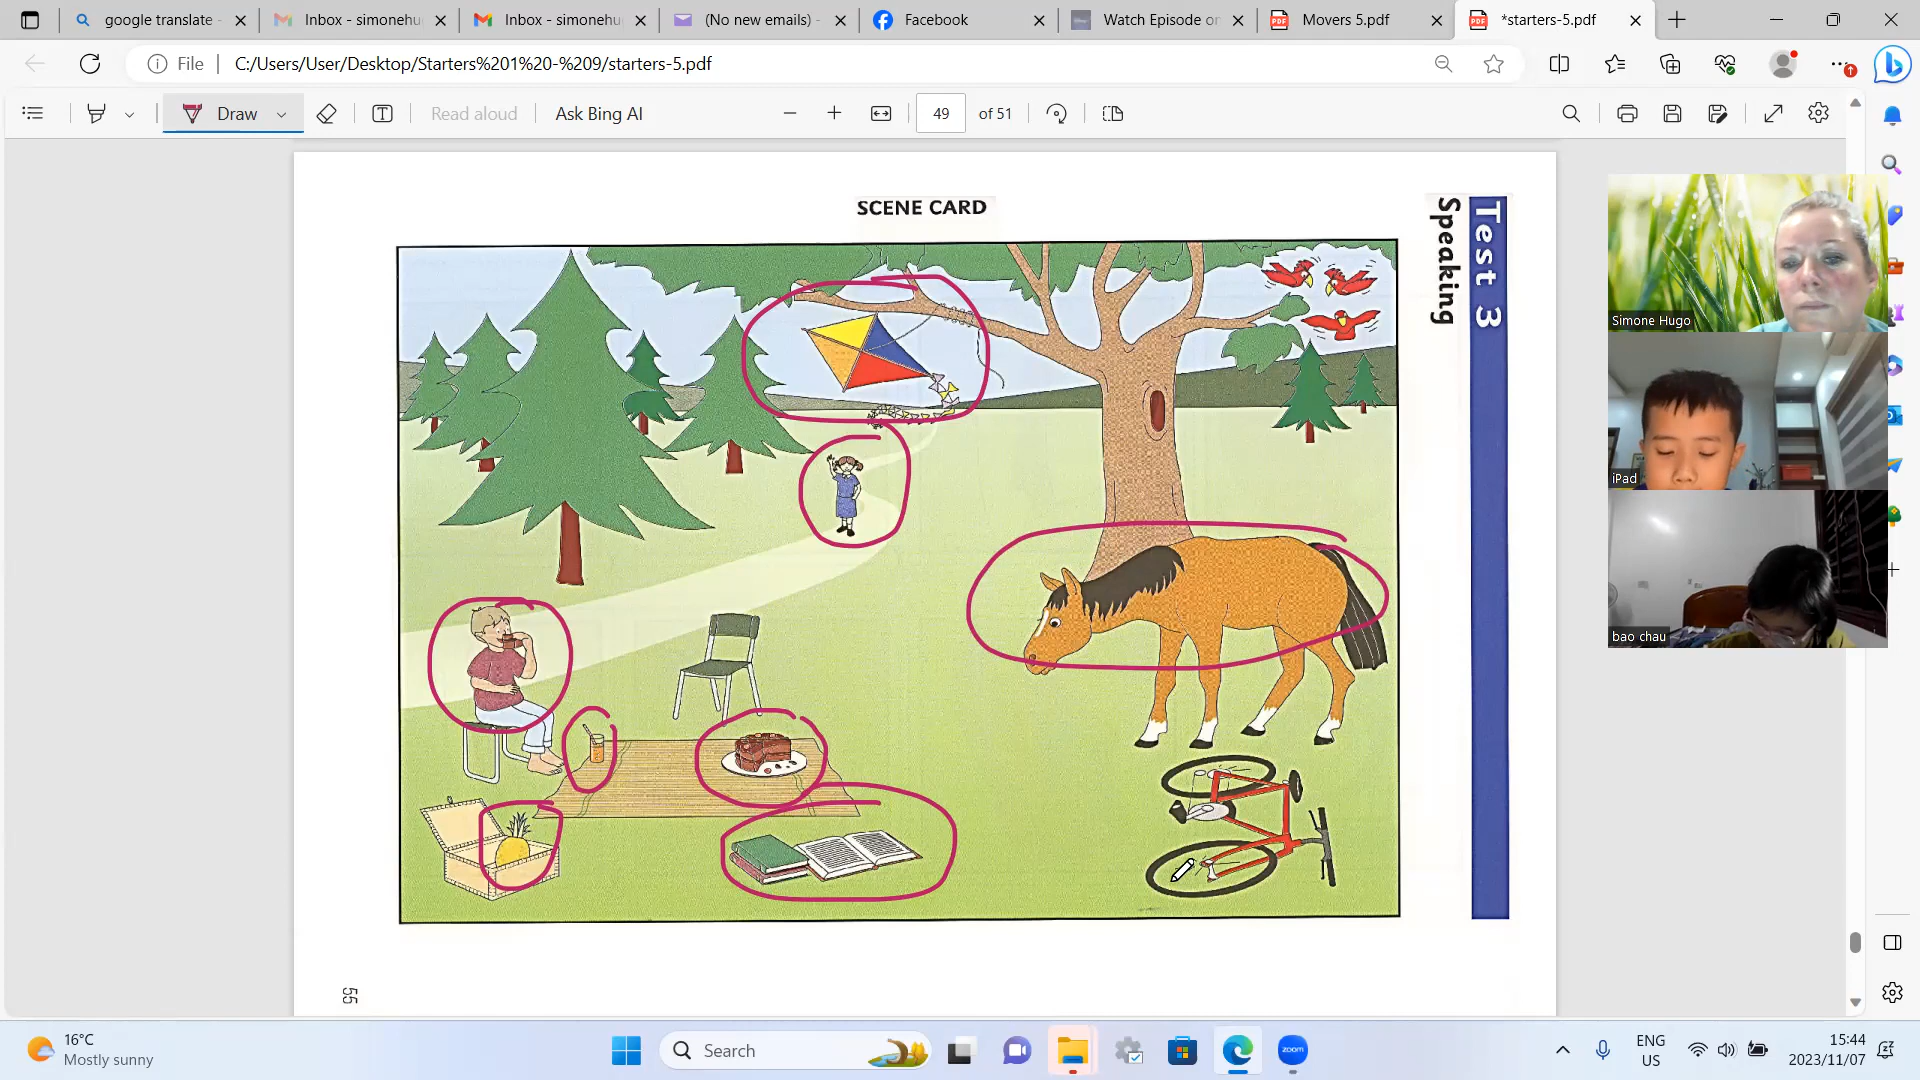 google translate -
Inbox - simonehu
Inbox - simonehu
(No new emails) -
Facebook
Watch Episode on
Movers 5.pdf
*starters-5.pdf
File
C:/Users/User/Desktop/Starters%201%20-%209/starters-5.pdf
Draw
Read aloud
Ask Bing AI
49 of 51
SCENE CARD
Test 3
Speaking
Simone Hugo
iPad
bao chau
55
16°C
Mostly sunny
Search
zoom
ENG
US
15:44
2023/11/07